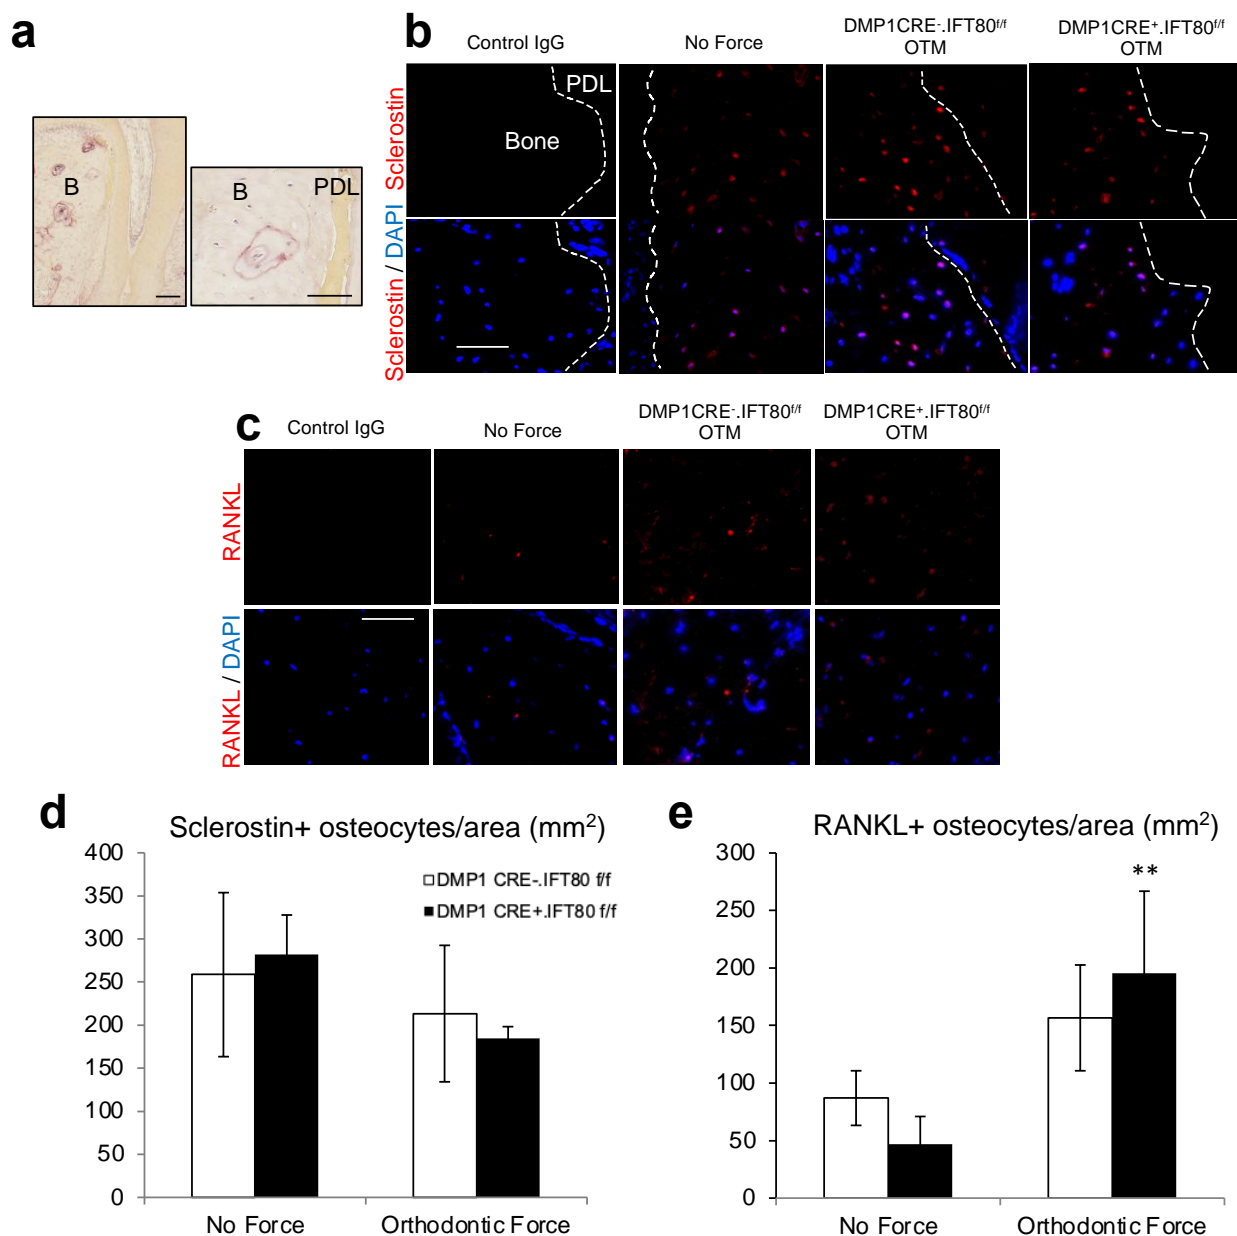 a
B
B
PDL
b
Control IgG
No Force
DMP1CRE⁻.IFT80f/f
OTM
DMP1CRE⁺.IFT80f/f
OTM
Sclerostin
Sclerostin / DAPI
PDL
Bone
c
Control IgG
No Force
DMP1CRE⁻.IFT80f/f
OTM
DMP1CRE⁺.IFT80f/f
OTM
RANKL
RANKL / DAPI
d
Sclerostin+ osteocytes/area (mm²)
400
350
300
250
200
150
100
50
0
DMP1 CRE-.IFT80 f/f
DMP1 CRE+.IFT80 f/f
No Force
Orthodontic Force
e
RANKL+ osteocytes/area (mm²)
300
250
200
150
100
50
0
**
No Force
Orthodontic Force